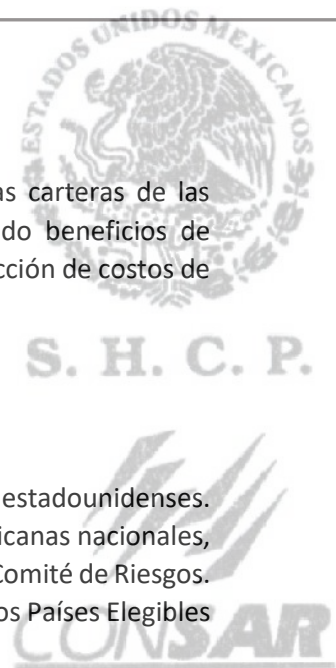 ESTADOS UNIDOS MEXICANOS
as carteras de las
do beneficios de
cción de costos de
S. H. C. P.
estadounidenses.
icanas nacionales,
Comité de Riesgos.
os Países Elegibles
CONSAR